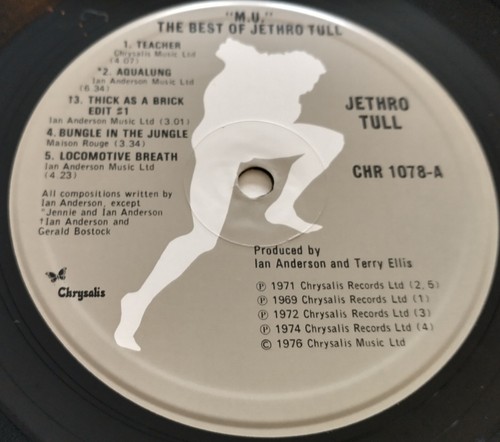 "M.U."
THE BEST OF JETHRO TULL
1. TEACHER
Chrysalis Music Ltd
(4.07)
*2. AQUALUNG
Ian Anderson Music Ltd
(6.34)
†3. THICK AS A BRICK
EDIT #1
Ian Anderson Music Ltd (3.01)
4. BUNGLE IN THE JUNGLE
Maison Rouge (3.34)
5. LOCOMOTIVE BREATH
Ian Anderson Music Ltd
(4.23)
All compositions written by
Ian Anderson, except
*Jennie and Ian Anderson
†Ian Anderson and
Gerald Bostock
Chrysalis
JETHRO
TULL
CHR 1078-A
Produced by
Ian Anderson and Terry Ellis
℗ 1971 Chrysalis Records Ltd (2, 5)
℗ 1969 Chrysalis Records Ltd (1)
℗ 1972 Chrysalis Records Ltd (3)
℗ 1974 Chrysalis Records Ltd (4)
© 1976 Chrysalis Music Ltd